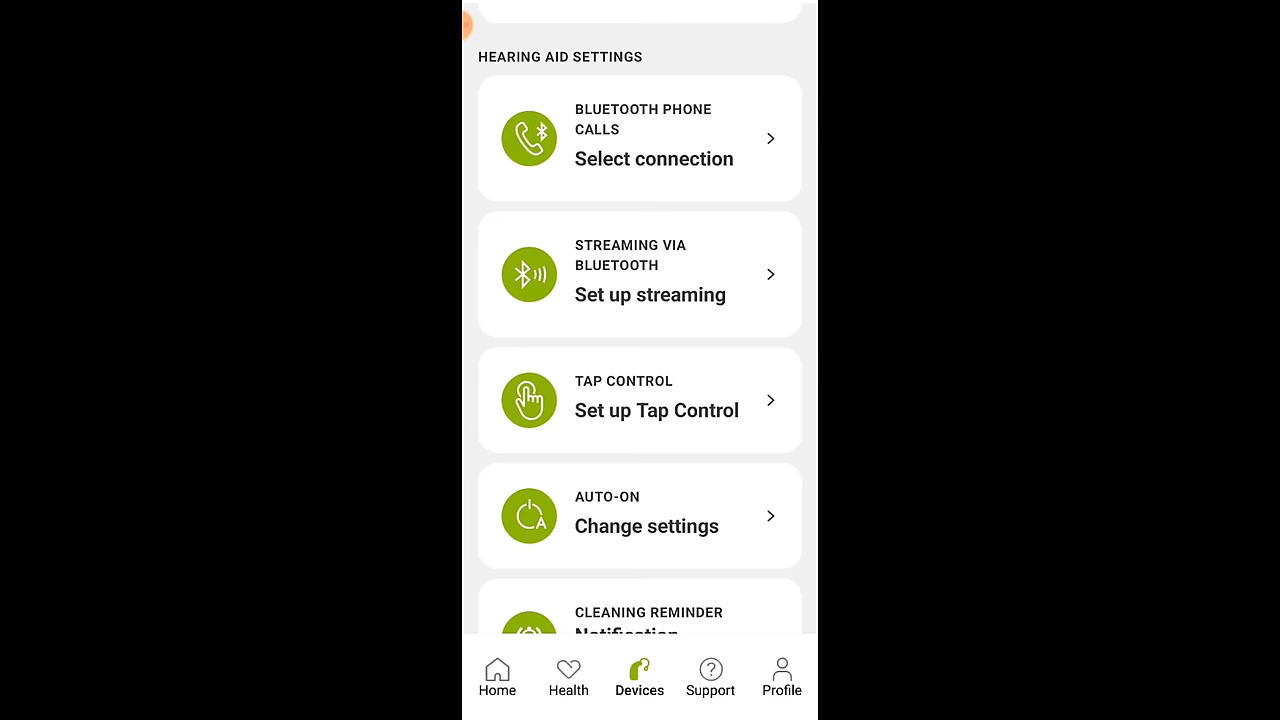 HEARING AID SETTINGS
BLUETOOTH PHONE
CALLS
Select connection
STREAMING VIA
BLUETOOTH
Set up streaming
TAP CONTROL
Set up Tap Control
AUTO-ON
Change settings
CLEANING REMINDER
Notification
Home
Health
Devices
Support
Profile